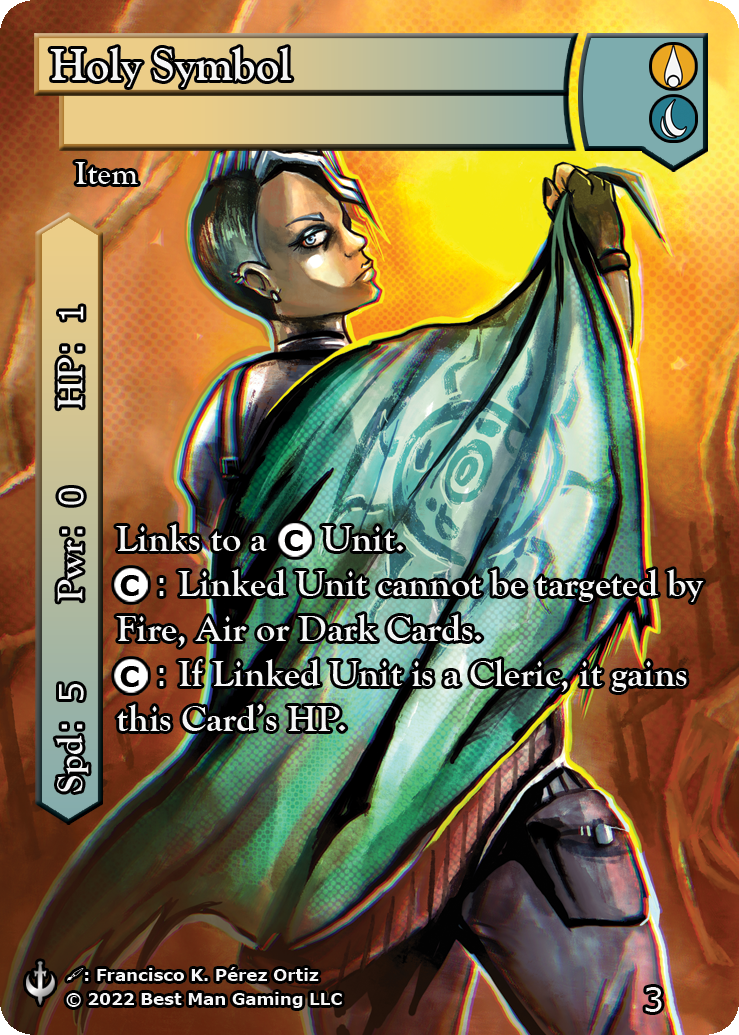 Holy Symbol
Item
HP: 1
Pwr: 0
Spd: 5
Links to a C Unit.
C : Linked Unit cannot be targeted by
Fire, Air or Dark Cards.
C : If Linked Unit is a Cleric, it gains
this Card's HP.
: Francisco K. Pérez Ortiz
© 2022 Best Man Gaming LLC
3